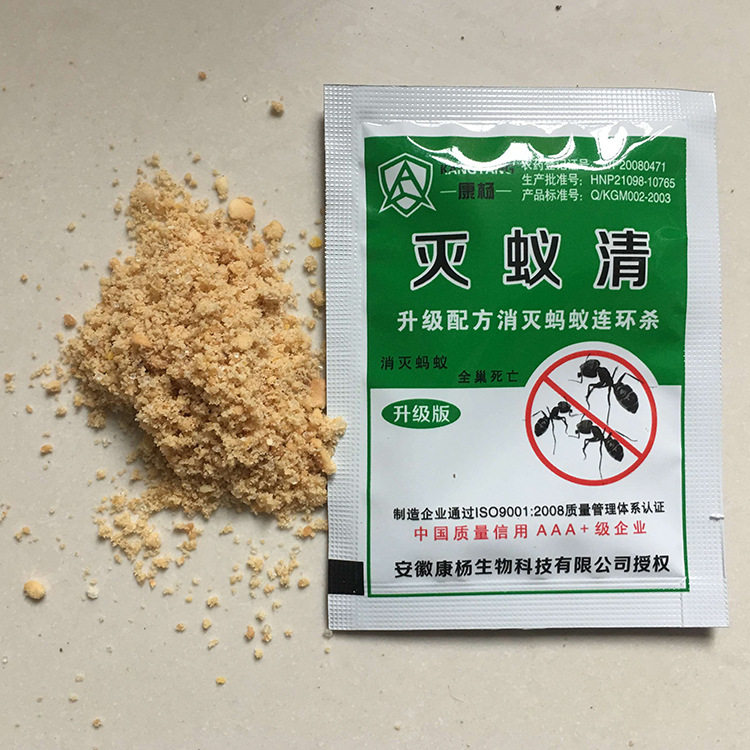 KANGYANG
康杨
农药登记证号: WP20080471
生产批准号: HNP21098-10765
产品标准号: Q/KGM002-2003
灭蚁清
升级配方消灭蚂蚁连环杀
消灭蚂蚁
全巢死亡
升级版
制造企业通过ISO9001:2008质量管理体系认证
中国质量信用 AAA+级企业
安徽康杨生物科技有限公司授权